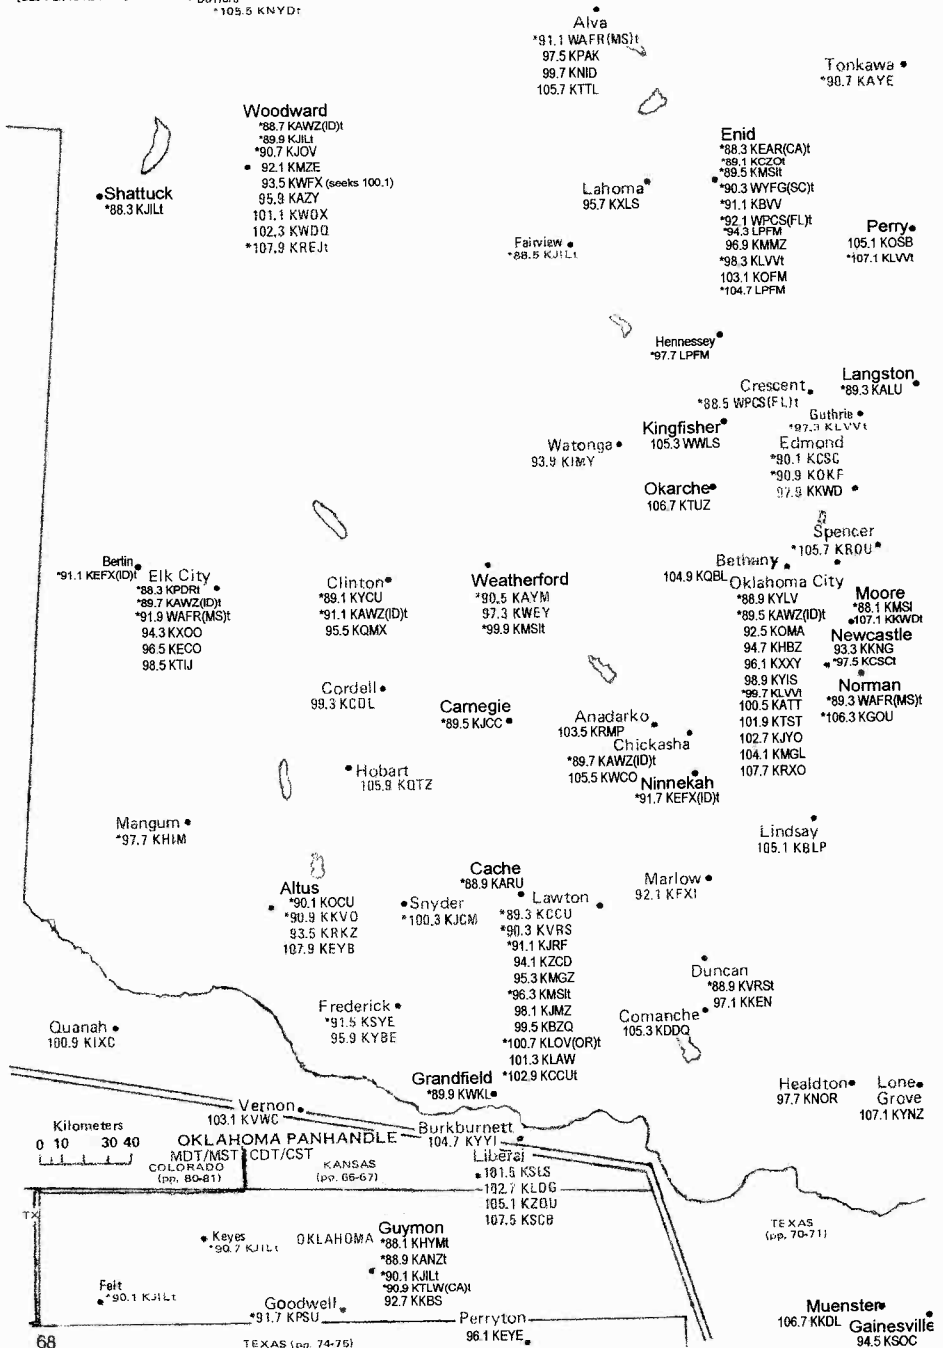 *105.5 KNYDt
Alva
*91.1 WAFR(MS)t
97.5 KPAK
99.7 KNID
105.7 KTTL
Tonkawa
*90.7 KAYE
Woodward
*88.7 KAWZ(ID)t
*89.9 KJILt
*90.7 KJOV
92.1 KMZE
93.5 KWFX (seeks 100.1)
95.9 KAZY
101.1 KWOX
102.3 KWDQ
*107.9 KREJt
Shattuck
*88.3 KJILt
Lahoma
95.7 KXLS
Fairview
*88.5 KJILt
Enid
*88.3 KEAR(CA)t
*89.1 KCZOt
*89.5 KMSIt
*90.3 WYFG(SC)t
*91.1 KBVV
*92.1 WPCS(FL)t
*94.3 LPFM
96.9 KMMZ
*98.3 KLVVt
103.1 KOFM
*104.7 LPFM
Perry
105.1 KOSB
*107.1 KLVVt
Hennessey
*97.7 LPFM
Crescent
*88.5 WPCS(FL)t
Langston
*89.3 KALU
Guthrie
*97.3 KLVVt
Kingfisher
105.3 WWLS
Watonga
93.9 KIMY
Edmond
*90.1 KCSC
*90.9 KOKF
97.9 KKWD
Okarche
106.7 KTUZ
Spencer
*105.7 KROU
Berlin
*91.1 KEFX(ID)t
Elk City
*88.3 KPDRt
*89.7 KAWZ(ID)t
*91.9 WAFR(MS)t
94.3 KXOO
96.5 KECO
98.5 KTIJ
Clinton
*89.1 KYCU
*91.1 KAWZ(ID)t
95.5 KQMX
Weatherford
*90.5 KAYM
97.3 KWEY
*99.9 KMSIt
Bethany
104.9 KQBL
Oklahoma City
*88.9 KYLV
*89.5 KAWZ(ID)t
92.5 KOMA
94.7 KHBZ
96.1 KXXY
98.9 KYIS
*99.7 KLVVt
100.5 KATT
101.9 KTST
102.7 KJYO
104.1 KMGL
107.7 KRXO
Moore
*88.1 KMSI
*107.1 KKWDt
Newcastle
93.3 KKNG
*97.5 KCSCt
Norman
*89.3 WAFR(MS)t
*106.3 KGOU
Cordell
99.3 KCDL
Carnegie
*89.5 KJCC
Anadarko
103.5 KRMP
Chickasha
*89.7 KAWZ(ID)t
105.5 KWCO
Ninnekah
*91.7 KEFX(ID)t
Hobart
105.9 KQTZ
Mangum
*97.7 KHIM
Lindsay
105.1 KBLP
Altus
*90.1 KOCU
*90.9 KKVO
93.5 KRKZ
107.9 KEYB
Snyder
*100.3 KJCM
Cache
*88.9 KARU
Lawton
*89.3 KCCU
*90.3 KVRS
*91.1 KJRF
94.1 KZCD
95.3 KMGZ
*96.3 KMSIt
98.1 KJMZ
99.5 KBZQ
*100.7 KLOV(OR)t
101.3 KLAW
*102.9 KCCUt
Marlow
92.1 KFXI
Duncan
*88.9 KVRSt
97.1 KKEN
Comanche
105.3 KDDQ
Frederick
*91.5 KSYE
95.9 KYBE
Quanah
100.9 KIXC
Grandfield
*89.9 KWKL
Healdton
97.7 KNOR
Lone
Grove
107.1 KYNZ
Vernon
103.1 KVWC
Burkburnett
104.7 KYYI
Kilometers
0 10 30 40
OKLAHOMA PANHANDLE
MDT/MST CDT/CST
COLORADO
(pp. 80-81)
KANSAS
(pp. 66-67)
Liberal
101.5 KSLS
102.7 KLDG
105.1 KZQD
107.5 KSCB
TX
Keyes
*90.7 KJILt
OKLAHOMA
Guymon
*88.1 KHYMt
*88.9 KANZt
*90.1 KJILt
*90.9 KTLW(CA)t
92.7 KKBS
TEXAS
(pp. 70-71)
Felt
*90.1 KJILt
Goodwell
*91.7 KPSU
Perryton
96.1 KEYE
Muenster
106.7 KKDL
Gainesville
94.5 KSOC
68
TEXAS (pp. 74-75)